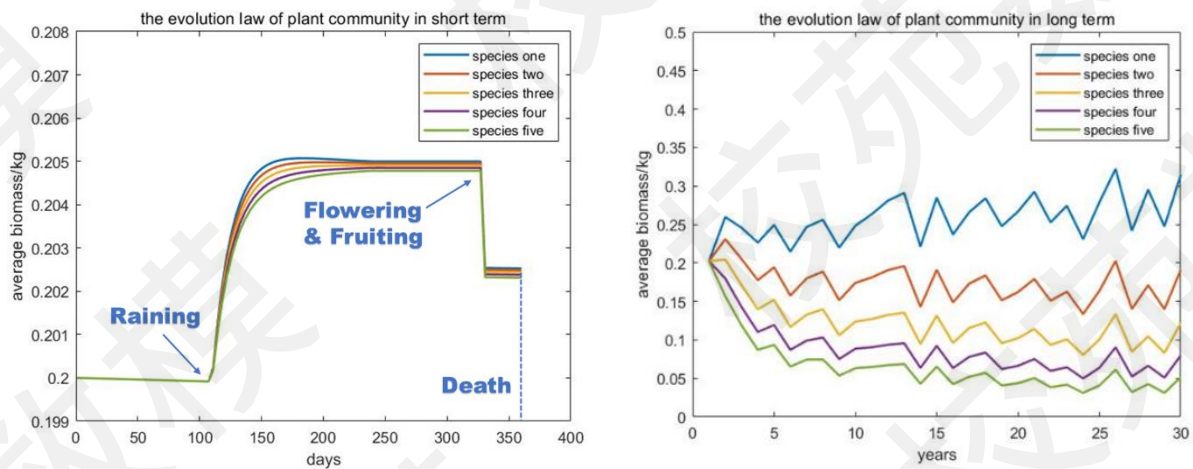 the evolution law of plant community in short term
0.208
0.207
0.206
0.205
0.204
0.203
0.202
0.201
0.2
0.199
average biomass/kg
species one
species two
species three
species four
species five
Flowering
& Fruiting
Raining
Death
0 50 100 150 200 250 300 350 400
days
the evolution law of plant community in long term
0.5
0.45
0.4
0.35
0.3
0.25
0.2
0.15
0.1
0.05
0
average biomass/kg
species one
species two
species three
species four
species five
0 5 10 15 20 25 30
years
数模
校苑